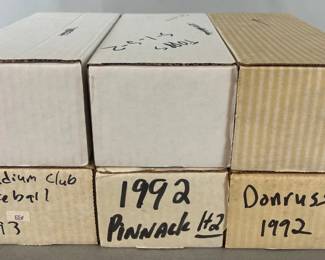 dium Club
eball
93
1992
Pinnacle #2
Donruss
1992